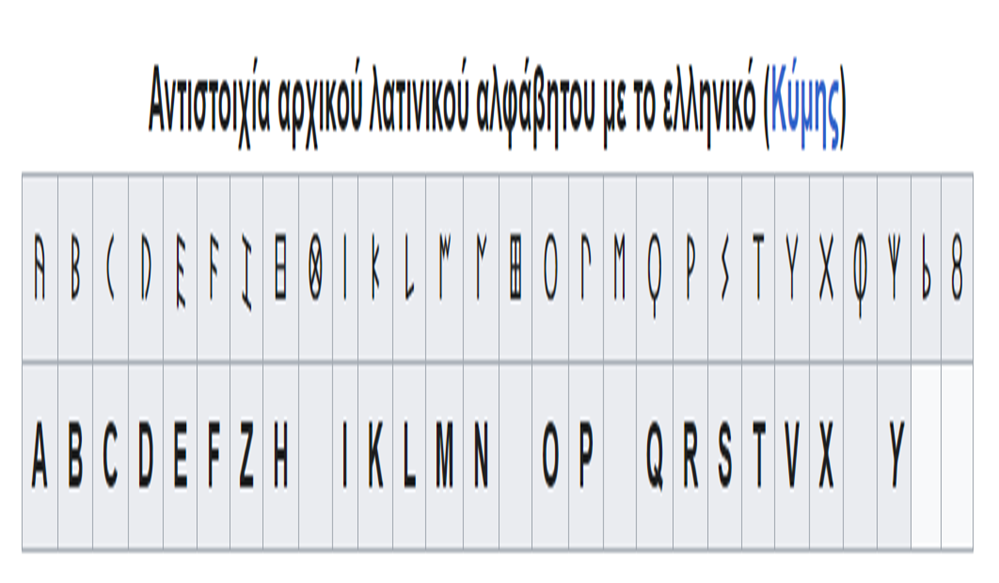 Αντιστοιχία αρχικού λατινικού αλφάβητου με το ελληνικό (Κύμης)
𐌀 𐌁 𐌂 𐌃 𐌄 𐌅 𐌆 𐌇 𐌈 𐌉 𐌊 𐌋 𐌌 𐌍 𐌎 𐌏 𐌐 𐌑 𐌒 𐌓 𐌔 𐌕 𐌖 𐌗 𐌘 𐌙 𐌚
A B C D E F Z H I K L M N O P Q R S T V X Y